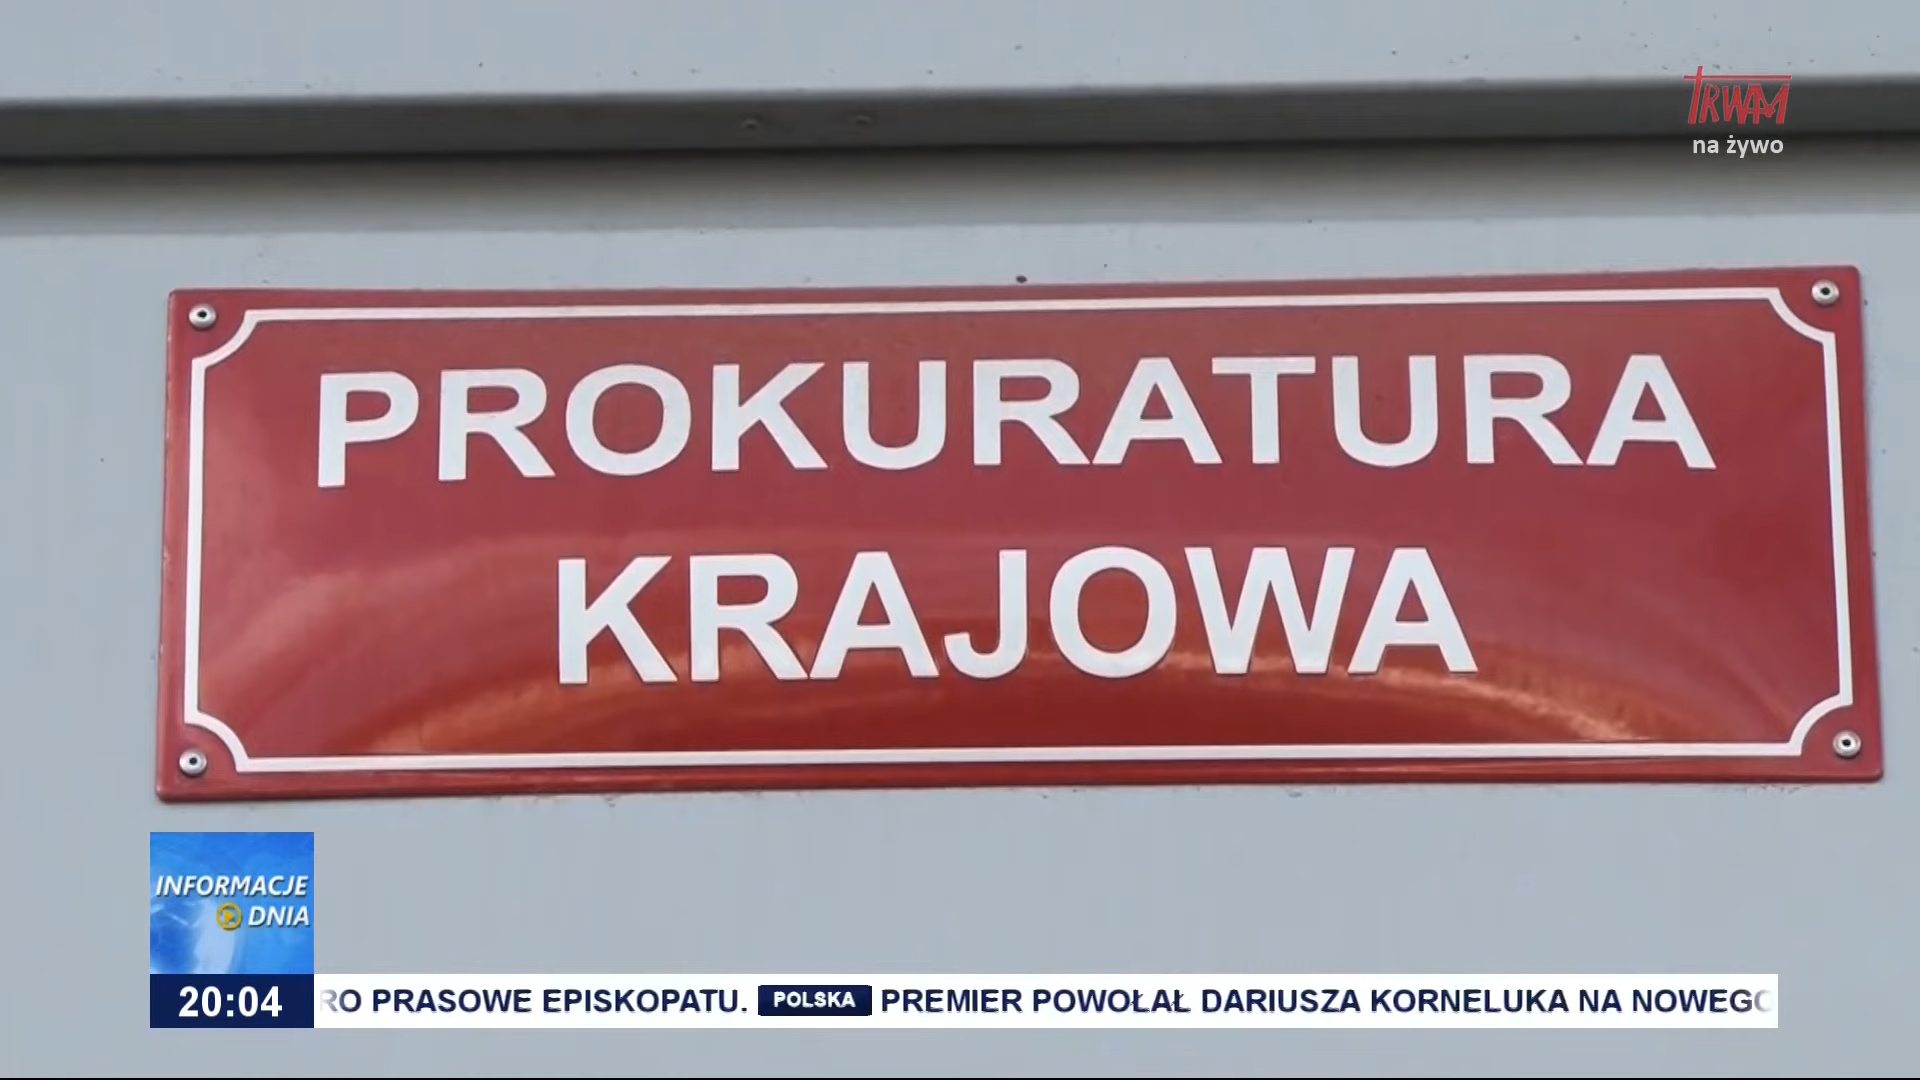 TRWAM
na żywo
PROKURATURA
KRAJOWA
INFORMACJE
DNIA
20:04 RO PRASOWE EPISKOPATU. POLSKA PREMIER POWOŁAŁ DARIUSZA KORNELUKA NA NOWEGO